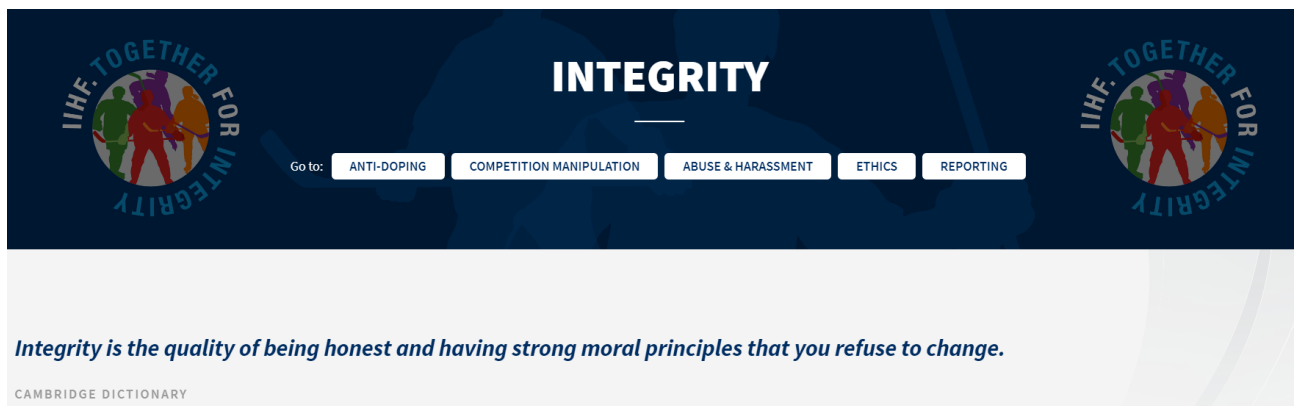 IIHF. TOGETHER FOR INTEGRITY
INTEGRITY
IIHF. TOGETHER FOR INTEGRITY
Go to: ANTI-DOPING COMPETITION MANIPULATION ABUSE & HARASSMENT ETHICS REPORTING
Integrity is the quality of being honest and having strong moral principles that you refuse to change.
CAMBRIDGE DICTIONARY